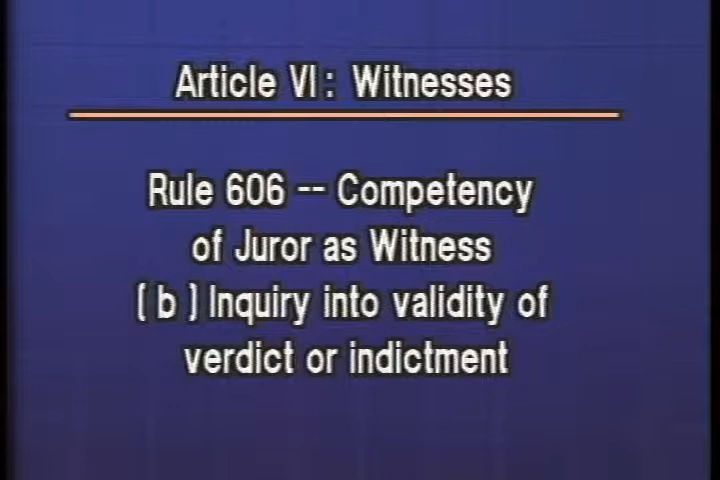 Article VI: Witnesses
Rule 606 -- Competency
of Juror as Witness
( b ) Inquiry into validity of
verdict or indictment